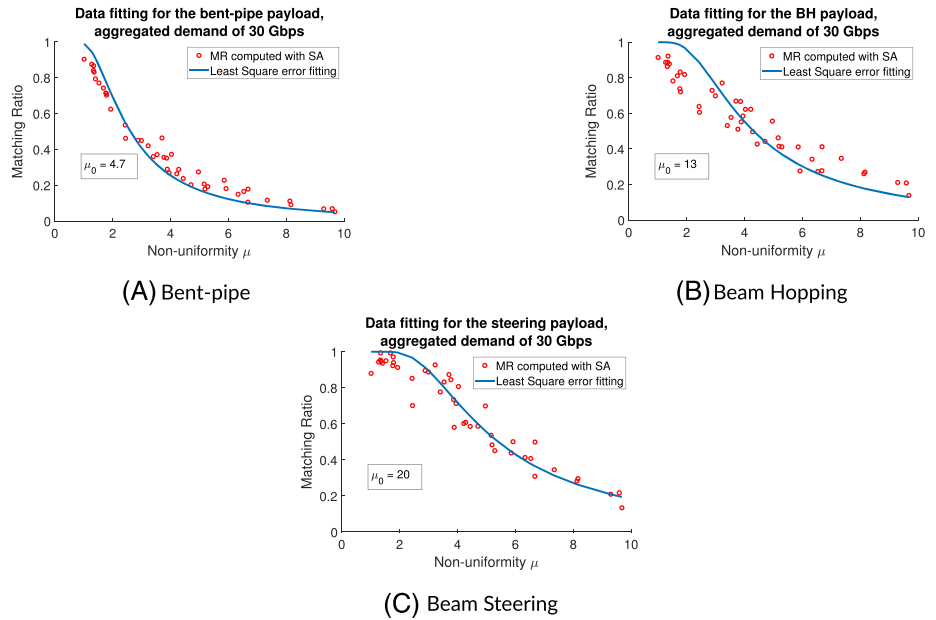 Data fitting for the bent-pipe payload,
aggregated demand of 30 Gbps
MR computed with SA
Least Square error fitting
μ0 = 4.7
Matching Ratio
1
0.8
0.6
0.4
0.2
0
0 2 4 6 8 10
Non-uniformity μ
(A) Bent-pipe
Data fitting for the BH payload,
aggregated demand of 30 Gbps
MR computed with SA
Least Square error fitting
μ0 = 13
Matching Ratio
1
0.8
0.6
0.4
0.2
0
0 2 4 6 8 10
Non-uniformity μ
(B) Beam Hopping
Data fitting for the steering payload,
aggregated demand of 30 Gbps
MR computed with SA
Least Square error fitting
μ0 = 20
Matching Ratio
1
0.8
0.6
0.4
0.2
0
0 2 4 6 8 10
Non-uniformity μ
(C) Beam Steering